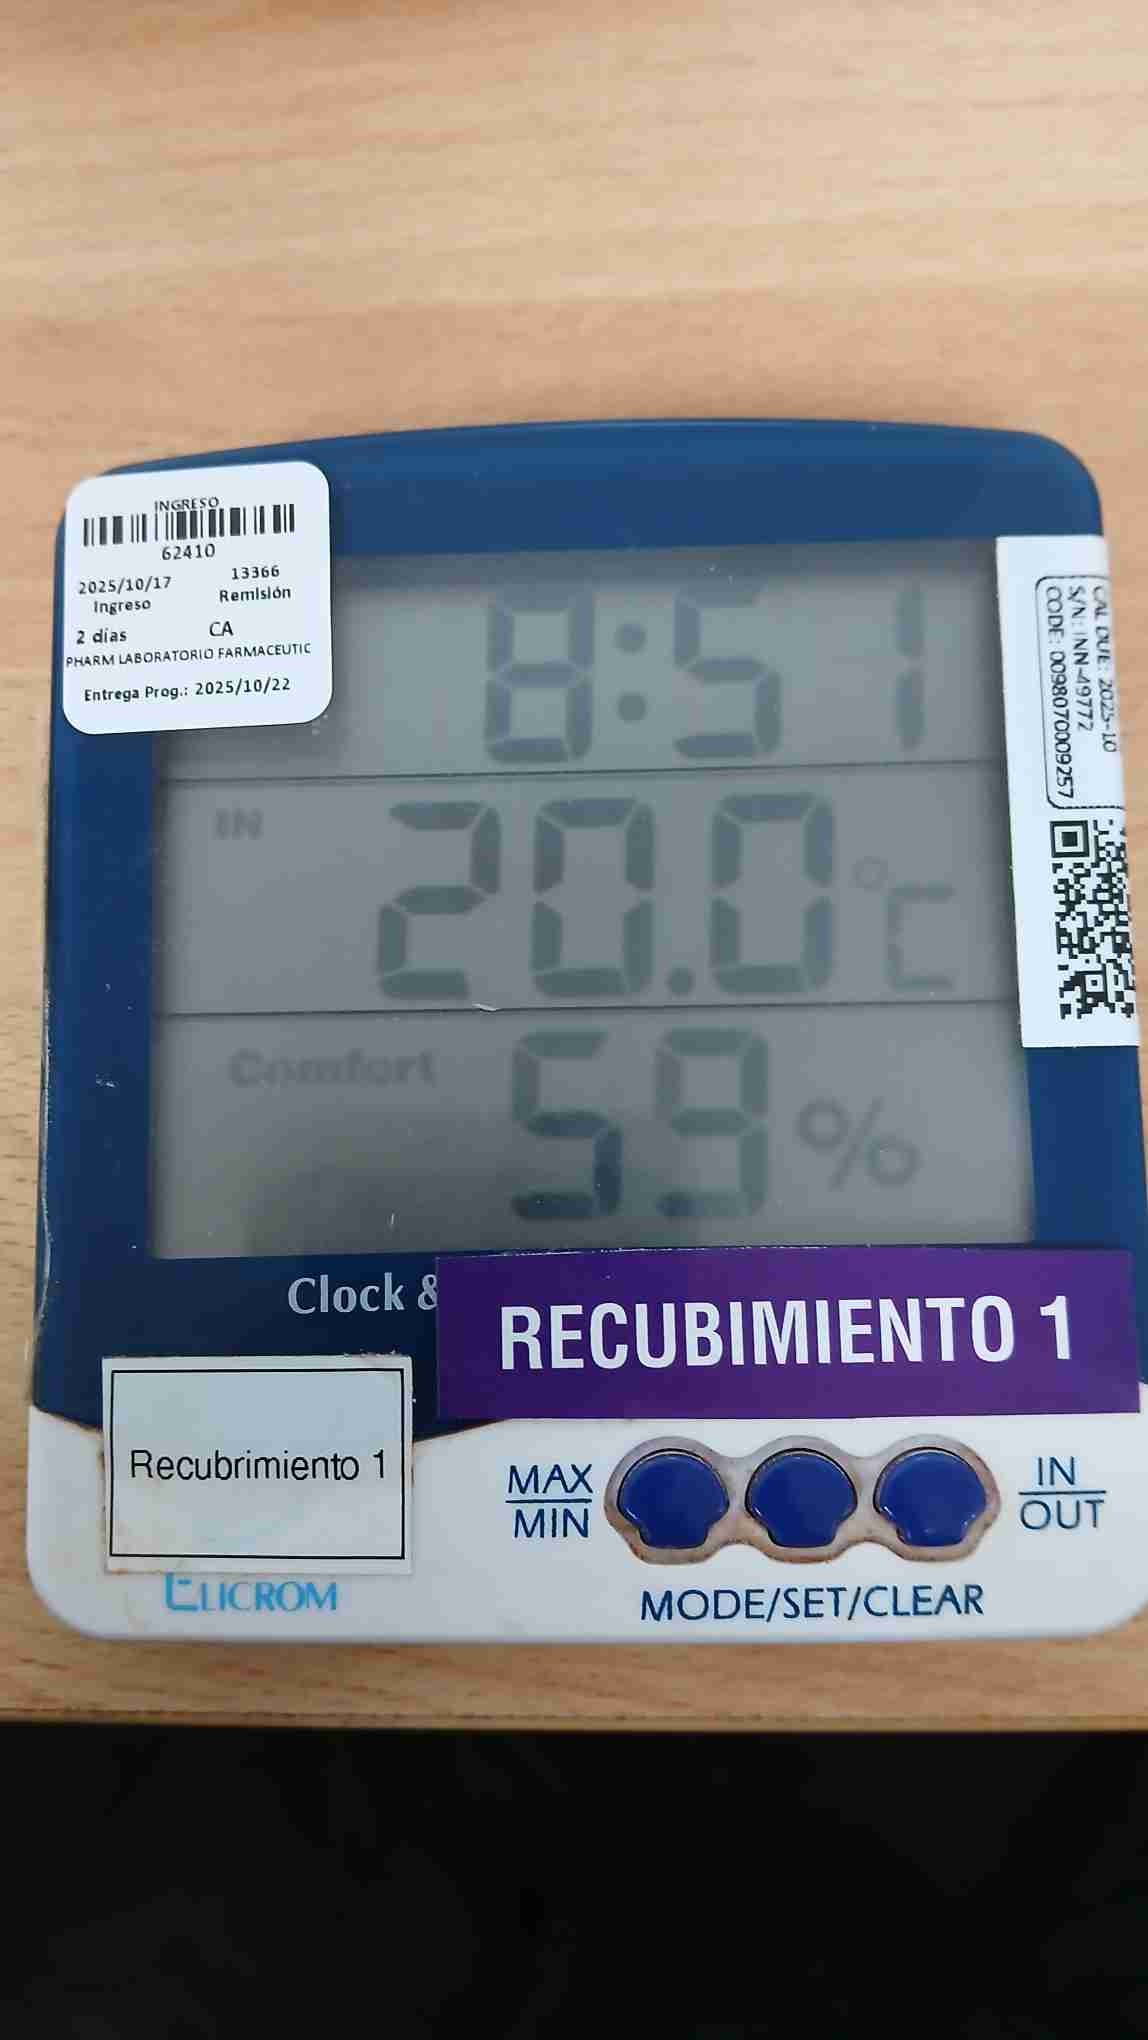 INGRESO
62410
2025/10/17 13366
Ingreso Remisión
2 días CA
PHARM LABORATORIO FARMACEUTIC
Entrega Prog.: 2025/10/22
CAL DUE: 2025-10
S/N: INN-49772
CODE: 0098070009257
8:51
IN 20.0 °C
Comfort 59 %
Clock &
RECUBIMIENTO 1
Recubrimiento 1
ELICROM
MAX
MIN
IN
OUT
MODE/SET/CLEAR